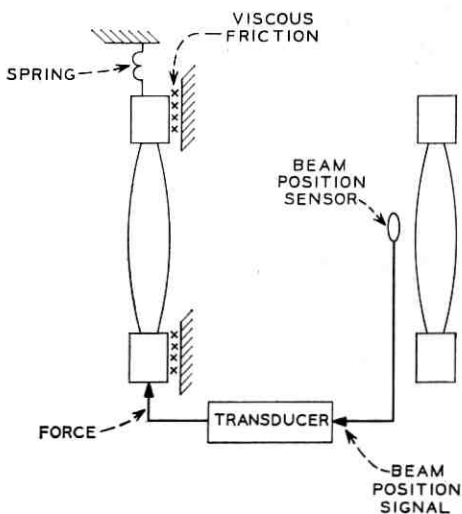 VISCOUS
FRICTION
SPRING
BEAM
POSITION
SENSOR
TRANSDUCER
FORCE
BEAM
POSITION
SIGNAL